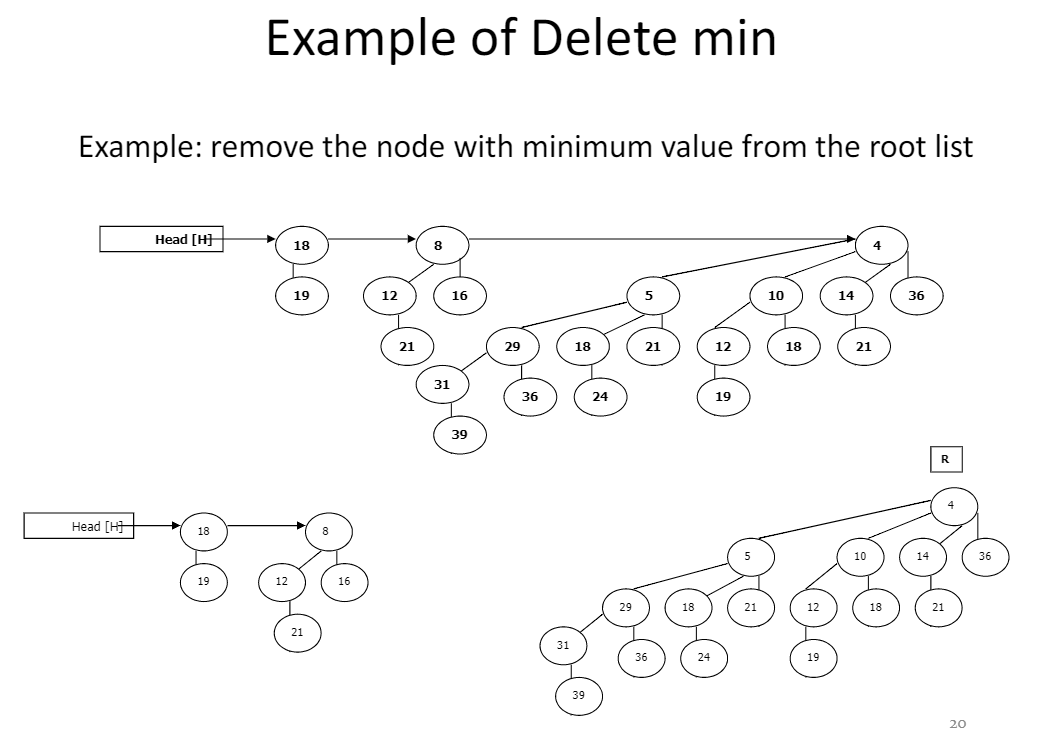 Example of Delete min
Example: remove the node with minimum value from the root list
Head [H] 18 8 4
19 12 16 5 10 14 36
21 29 18 21 12 18 21
31 36 24 19
39
R
4
Head [H] 18 8
5 10 14 36
19 12 16
29 18 21 12 18 21
21
31 36 24 19
39
20